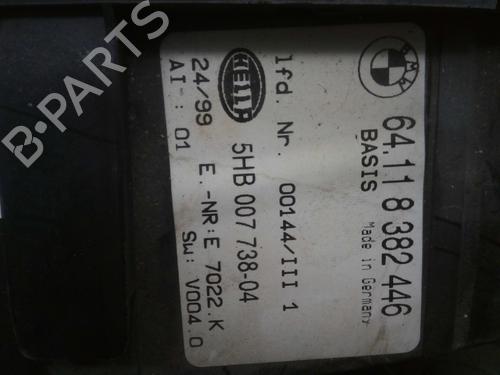 BMW
64.11 8 382 446
BASIS
Made in Germany
lfd. Nr. 00144/III 1
HELLA
5HB 007 738-04
24/99 E.-NR:E 7022.K
AI-: 01 Sw: V004.0
B-PARTS